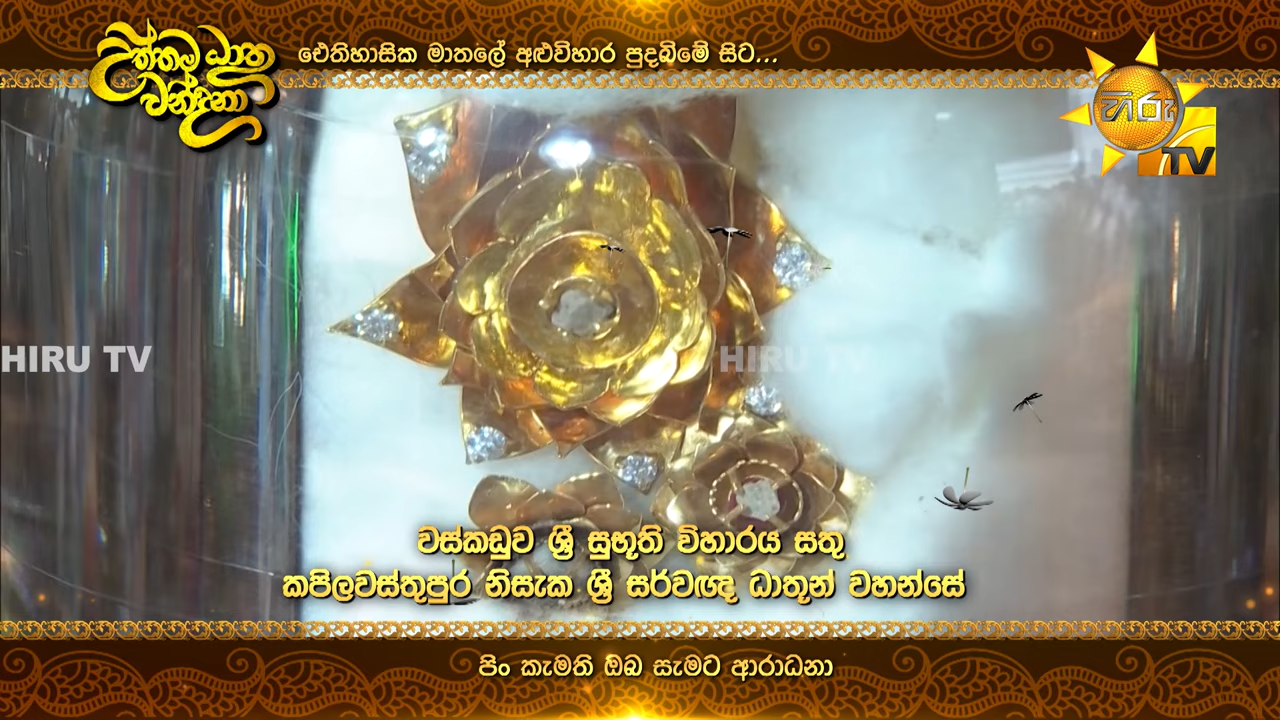 උත්තම ධාතු
වන්දනා
ඓතිහාසික මාතලේ අළුවිහාර පුදබිමේ සිට...
හිරු
TV
HIRU TV
HIRU TV
වස්කඩුව ශ්‍රී සුභූති විහාරය සතු
කපිලවස්තුපුර නිසැක ශ්‍රී සර්වඥ ධාතූන් වහන්සේ
පිං කැමති ඔබ සැමට ආරාධනා